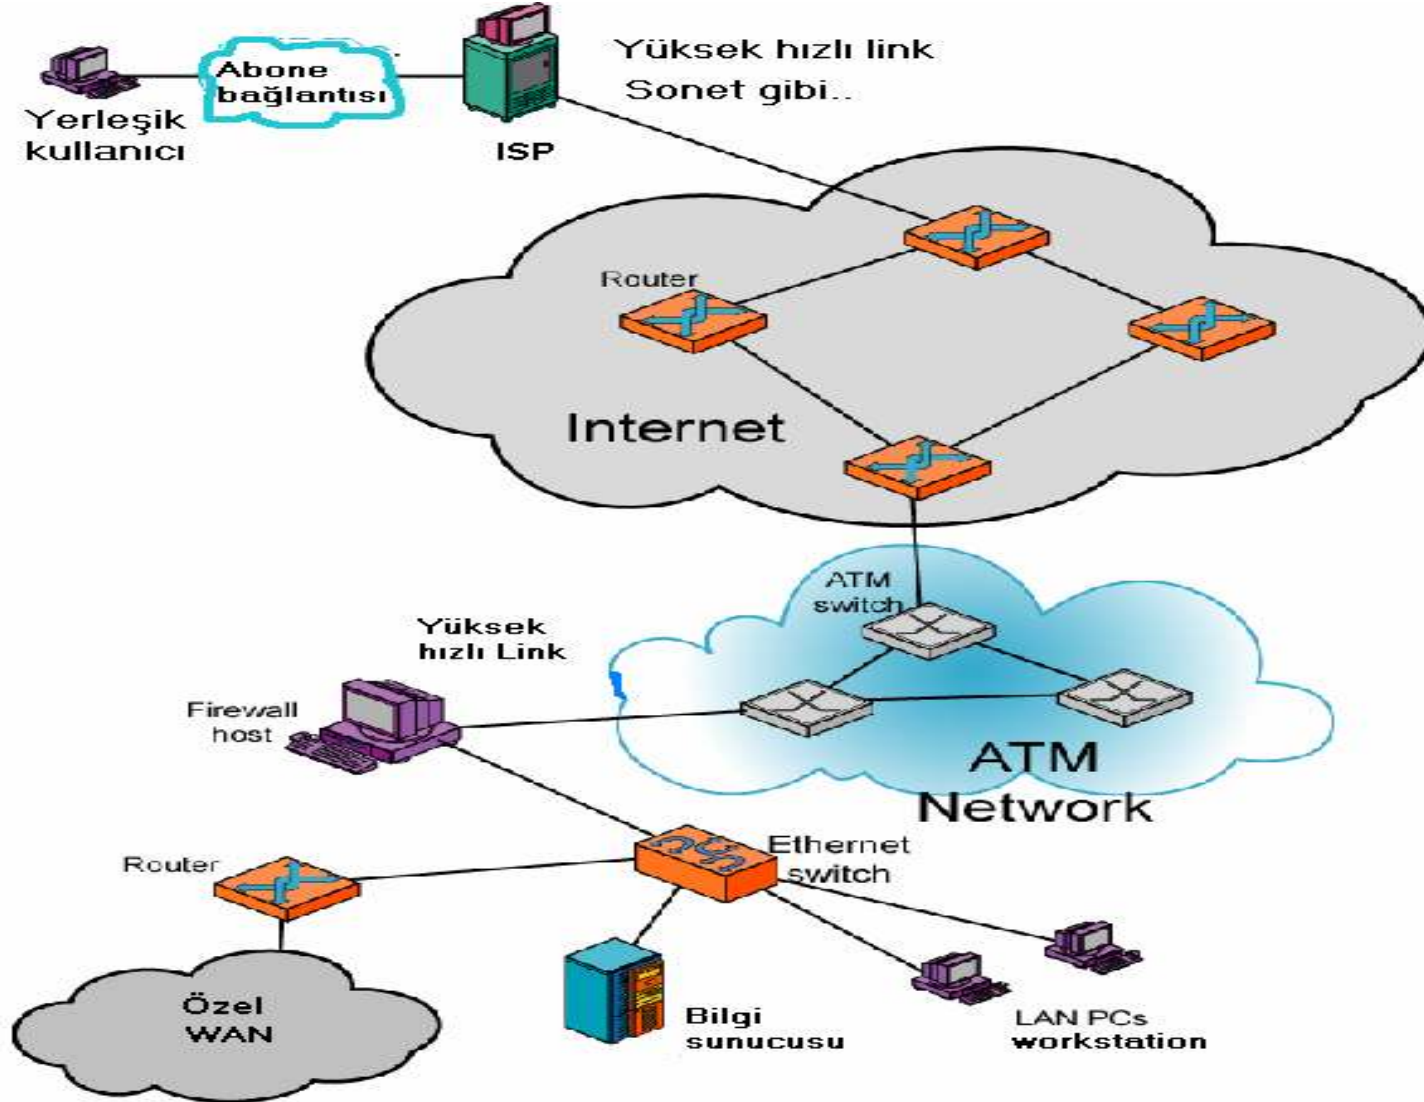 Abone
bağlantısı
Yerleşik
kullanıcı
ISP
Yüksek hızlı link
Sonet gibi..
Router
Internet
ATM
switch
Yüksek
hızlı Link
Firewall
host
ATM
Network
Ethernet
switch
Router
Özel
WAN
Bilgi
sunucusu
LAN PCs
workstation